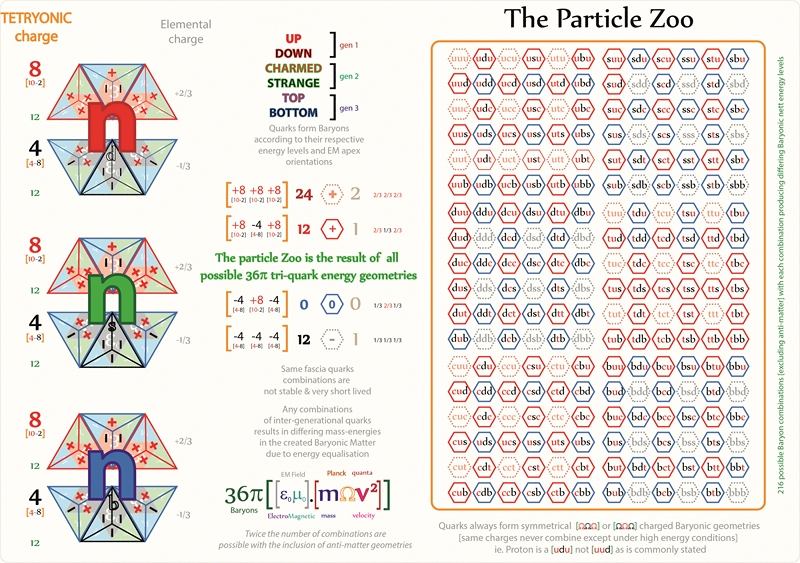 The Particle Zoo
TETRYONIC
charge
Elemental
charge
8
[10-2]
+2/3
12
4
[4-8]
-1/3
12
n
d
8
[10-2]
+2/3
12
4
[4-8]
-1/3
12
n
s
8
[10-2]
+2/3
12
4
[4-8]
-1/3
12
n
b
UP
DOWN
gen 1
CHARMED
STRANGE
gen 2
TOP
BOTTOM
gen 3
Quarks form Baryons
according to their respective
energy levels and EM apex
orientations
+8 +8 +8 24 + 2 2/3 2/3 2/3
[10-2] [10-2] [10-2]
+8 -4 +8 12 + 1 2/3 1/3 2/3
[10-2] [4-8] [10-2]
The particle Zoo is the result of all
possible 36π tri-quark energy geometries
-4 +8 -4 0 0 0 1/3 2/3 1/3
[4-8] [10-2] [4-8]
-4 -4 -4 12 - 1 1/3 1/3 1/3
[4-8] [4-8] [4-8]
Same fascia quarks
combinations are
not stable & very short lived
Any combinations
of inter-generational quarks
results in differing mass-energies
in the created Baryonic Matter
due to energy equalisation
EM Field Planck quanta
36π[[ε₀μ₀].[mΩv²]]
Baryons ElectroMagnetic mass velocity
Twice the number of combinations are
possible with the inclusion of anti-matter geometries
uuu udu ucu usu utu ubu suu sdu scu ssu stu sbu
uud udd ucd usd utd ubd sud sdd scd ssd std sbd
uuc udc ucc usc utc ubc suc sdc scc ssc stc sbc
uus uds ucs uss uts ubs sus sds scs sss sts sbs
uut udt uct ust utt ubt sut sdt sct sst stt sbt
uub udb ucb usb utb ubb sub sdb scb ssb stb sbb
duu ddu dcu dsu dtu dbu tuu tdu tcu tsu ttu tbu
dud ddd dcd dsd dtd dbd tud tdd tcd tsd ttd tbd
duc ddc dcc dsc dtc dbc tuc tdc tcc tsc ttc tbc
dus dds dcs dss dts dbs tus tds tcs tss tts tbs
dut ddt dct dst dtt dbt tut tdt tct tst ttt tbt
dub ddb dcb dsb dtb dbb tub tdb tcb tsb ttb tbb
cuu cdu ccu csu ctu cbu buu bdu bcu bsu btu bbu
cud cdd ccd csd ctd cbd bud bdd bcd bsd btd bbd
cuc cdc ccc csc ctc cbc buc bdc bcc bsc btc bbc
cus cds ccs uss uts cbs bus bds bcs bss bts bbs
cut cdt cct cst ctt cbt but bdt bct bst btt bbt
cub cdb ccb csb ctb cbb bub bdb bcb bsb btb bbb
216 possible Baryon combinations [excluding anti-matter] with each combination producing differing Baryonic nett energy levels
Quarks always form symmetrical [ΩΩΩ] or [ΩΩΩ] charged Baryonic geometries
[same charges never combine except under high energy conditions]
ie. Proton is a [udu] not [uud] as is commonly stated